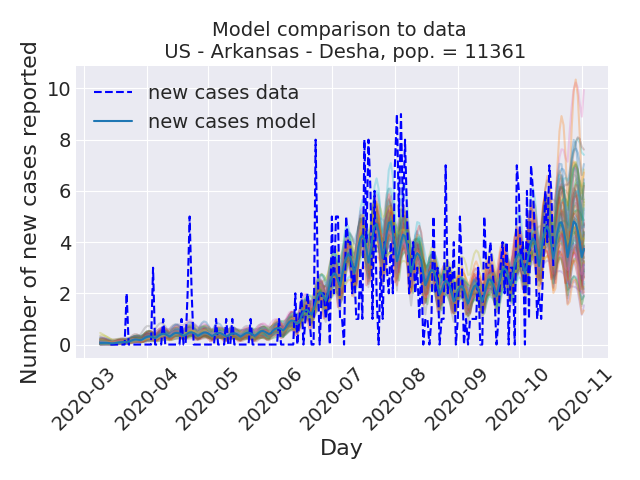 Model comparison to data
US - Arkansas - Desha, pop. = 11361
Number of new cases reported
10
8
6
4
2
0
new cases data
new cases model
2020-03
2020-04
2020-05
2020-06
2020-07
2020-08
2020-09
2020-10
2020-11
Day